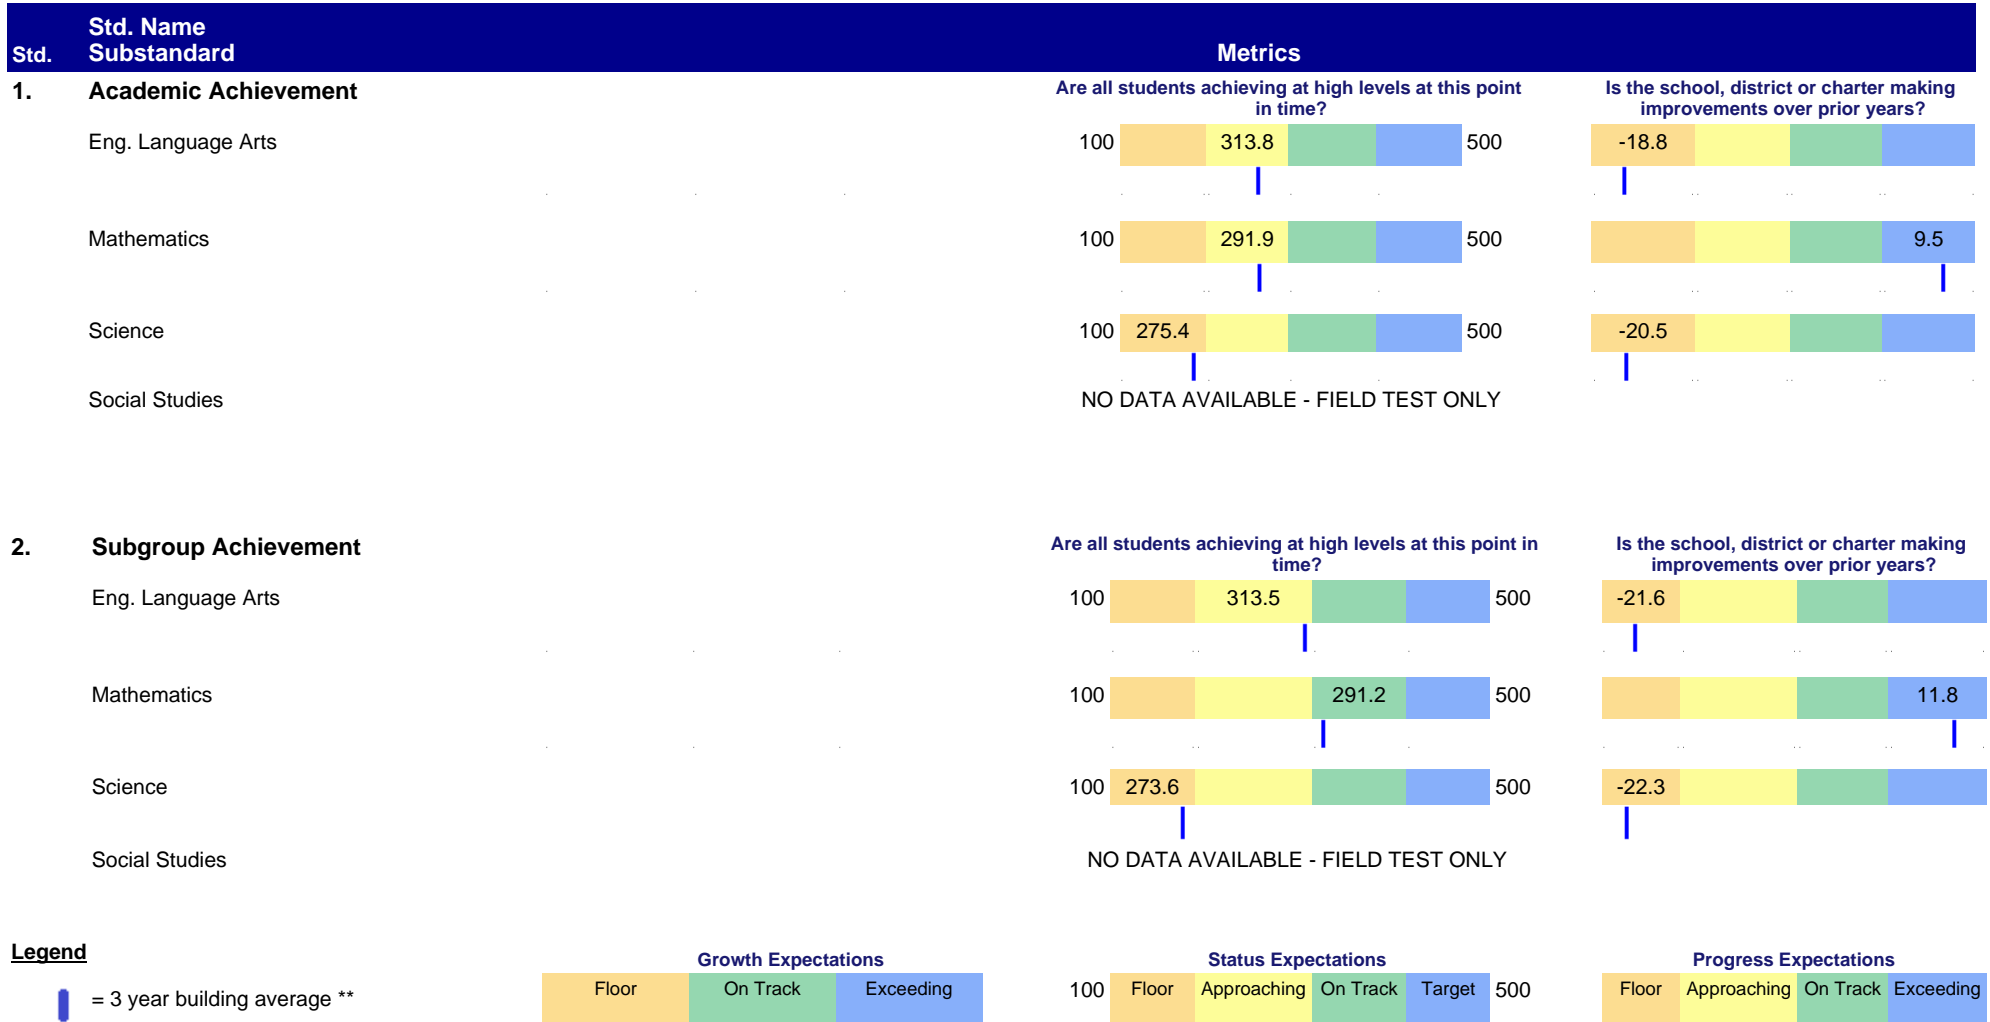 Std. Name
Std. Substandard Metrics
1. Academic Achievement
Are all students achieving at high levels at this point
in time?
Is the school, district or charter making
improvements over prior years?
Eng. Language Arts 100 313.8 500 -18.8
Mathematics 100 291.9 500 9.5
Science 100 275.4 500 -20.5
Social Studies NO DATA AVAILABLE - FIELD TEST ONLY
2. Subgroup Achievement
Are all students achieving at high levels at this point in
time?
Is the school, district or charter making
improvements over prior years?
Eng. Language Arts 100 313.5 500 -21.6
Mathematics 100 291.2 500 11.8
Science 100 273.6 500 -22.3
Social Studies NO DATA AVAILABLE - FIELD TEST ONLY
Legend
= 3 year building average **
Growth Expectations
Floor On Track Exceeding
Status Expectations
100 Floor Approaching On Track Target 500
Progress Expectations
Floor Approaching On Track Exceeding